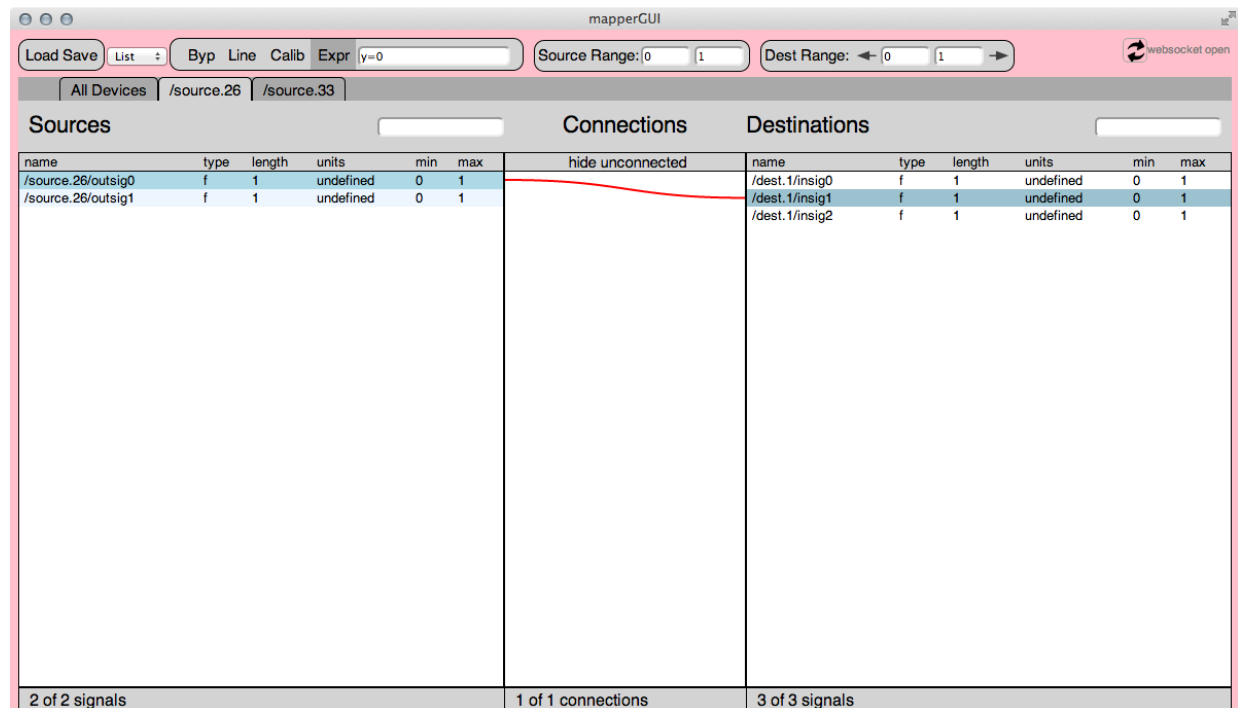 mapperGUI
Load Save List Byp Line Calib Expr y=0 Source Range: 0 1 Dest Range: 0 1 websocket open
All Devices /source.26 /source.33
Sources Connections Destinations
name type length units min max hide unconnected name type length units min max
/source.26/outsig0 f 1 undefined 0 1 /dest.1/insig0 f 1 undefined 0 1
/source.26/outsig1 f 1 undefined 0 1 /dest.1/insig1 f 1 undefined 0 1
/dest.1/insig2 f 1 undefined 0 1
2 of 2 signals 1 of 1 connections 3 of 3 signals